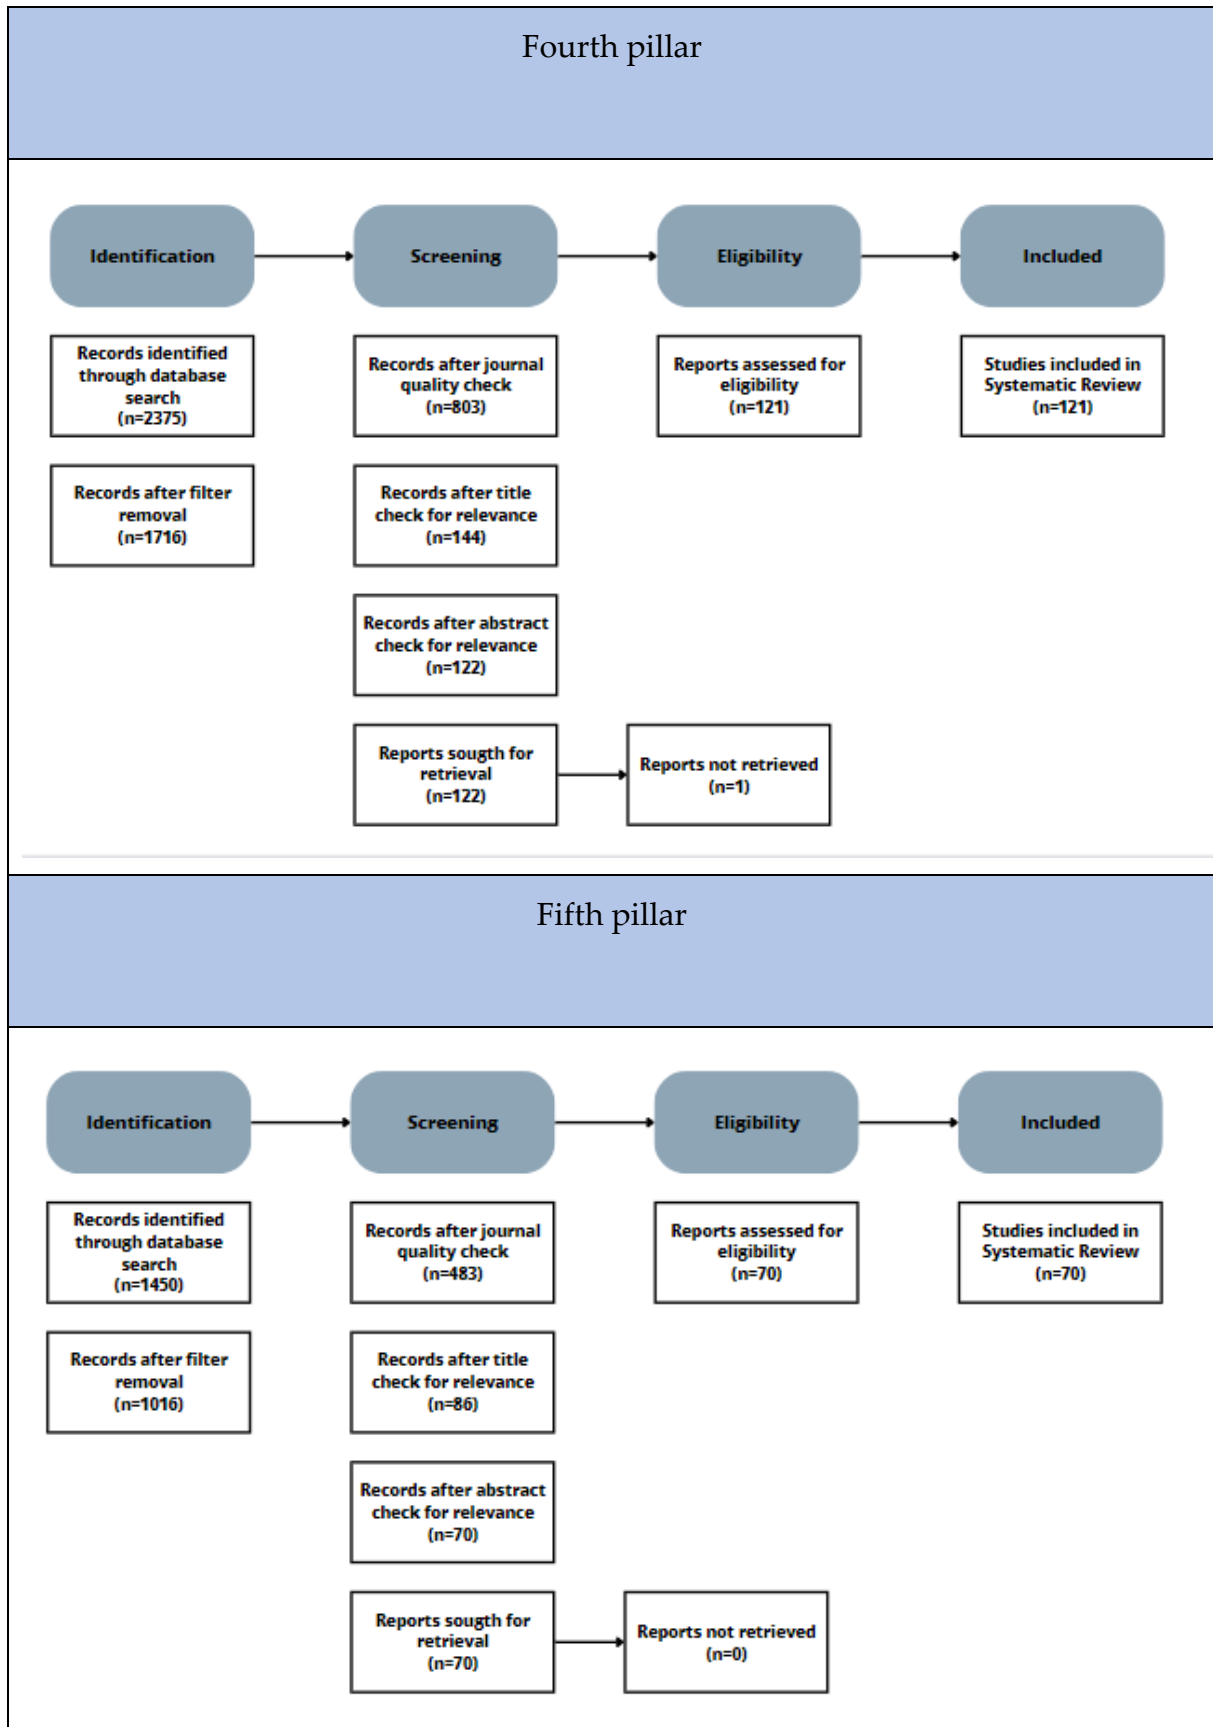 Fourth pillar
Identification
Screening
Eligibility
Included
Records identified
through database
search
(n=2375)
Records after filter
removal
(n=1716)
Records after journal
quality check
(n=803)
Records after title
check for relevance
(n=144)
Records after abstract
check for relevance
(n=122)
Reports sougth for
retrieval
(n=122)
Reports not retrieved
(n=1)
Reports assessed for
eligibility
(n=121)
Studies included in
Systematic Review
(n=121)
Fifth pillar
Identification
Screening
Eligibility
Included
Records identified
through database
search
(n=1450)
Records after filter
removal
(n=1016)
Records after journal
quality check
(n=483)
Records after title
check for relevance
(n=86)
Records after abstract
check for relevance
(n=70)
Reports sougth for
retrieval
(n=70)
Reports not retrieved
(n=0)
Reports assessed for
eligibility
(n=70)
Studies included in
Systematic Review
(n=70)